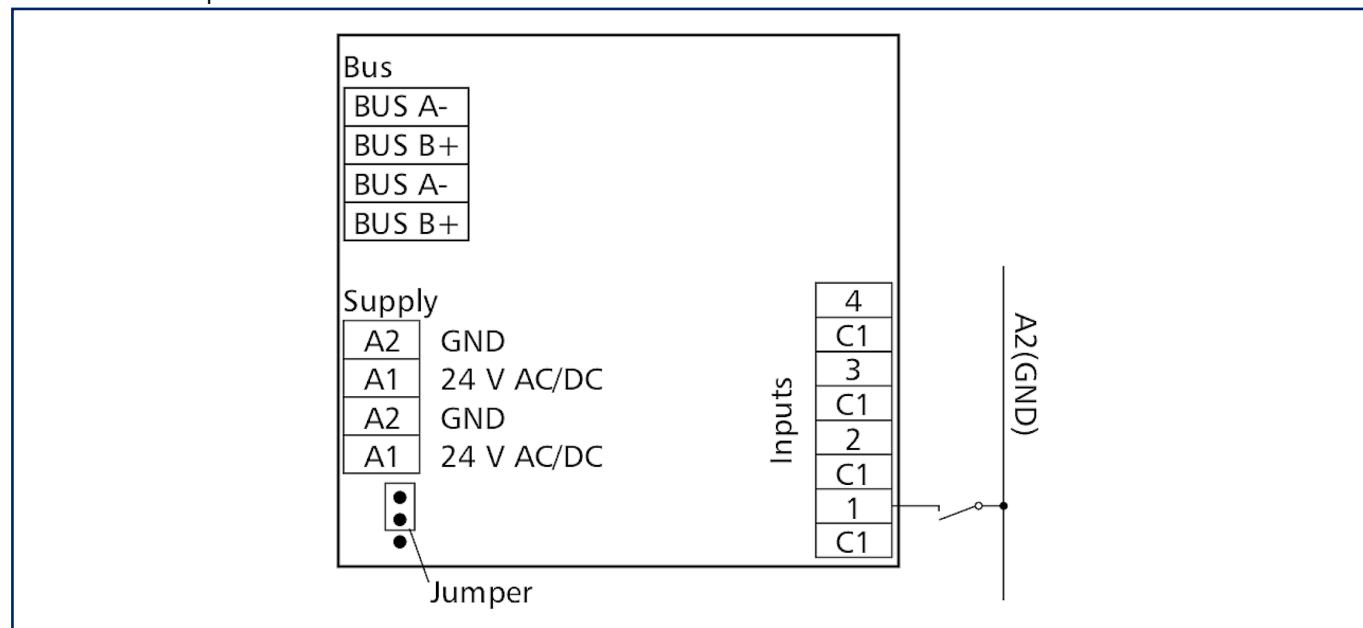 Bus
BUS A-
BUS B+
BUS A-
BUS B+
Supply
A2 GND
A1 24 V AC/DC
A2 GND
A1 24 V AC/DC
Jumper
Inputs
4
C1
3
C1
2
C1
1
C1
A2(GND)